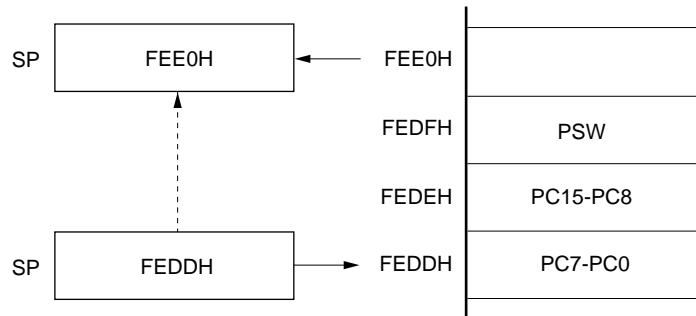 SP FEE0H FEE0H
FEDFH PSW
FEDEH PC15-PC8
SP FEDDH FEDDH PC7-PC0